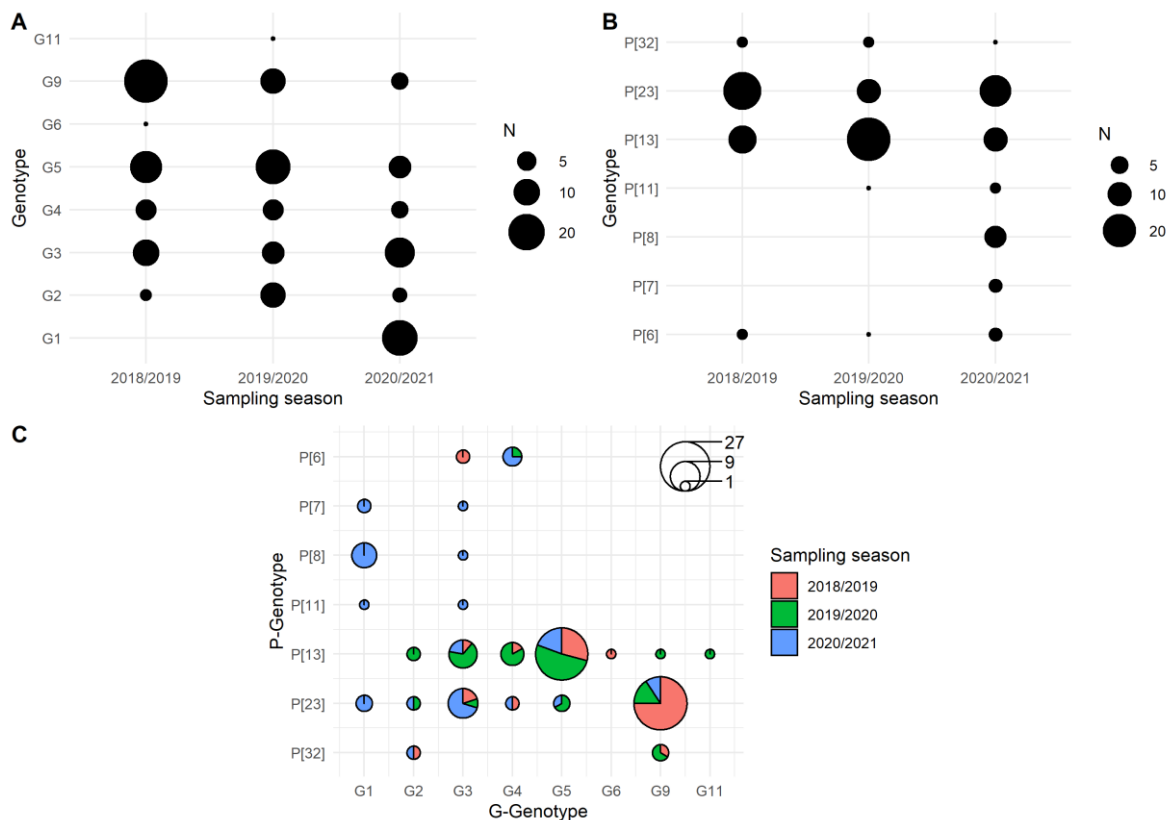 A
G11
G9
G6
G5
G4
G3
G2
G1
Genotype
2018/2019 2019/2020 2020/2021
Sampling season
N
5
10
20
B
P[32]
P[23]
P[13]
P[11]
P[8]
P[7]
P[6]
Genotype
2018/2019 2019/2020 2020/2021
Sampling season
N
5
10
20
C
P[6]
P[7]
P[8]
P[11]
P[13]
P[23]
P[32]
P-Genotype
G1 G2 G3 G4 G5 G6 G9 G11
G-Genotype
27
9
1
Sampling season
2018/2019
2019/2020
2020/2021